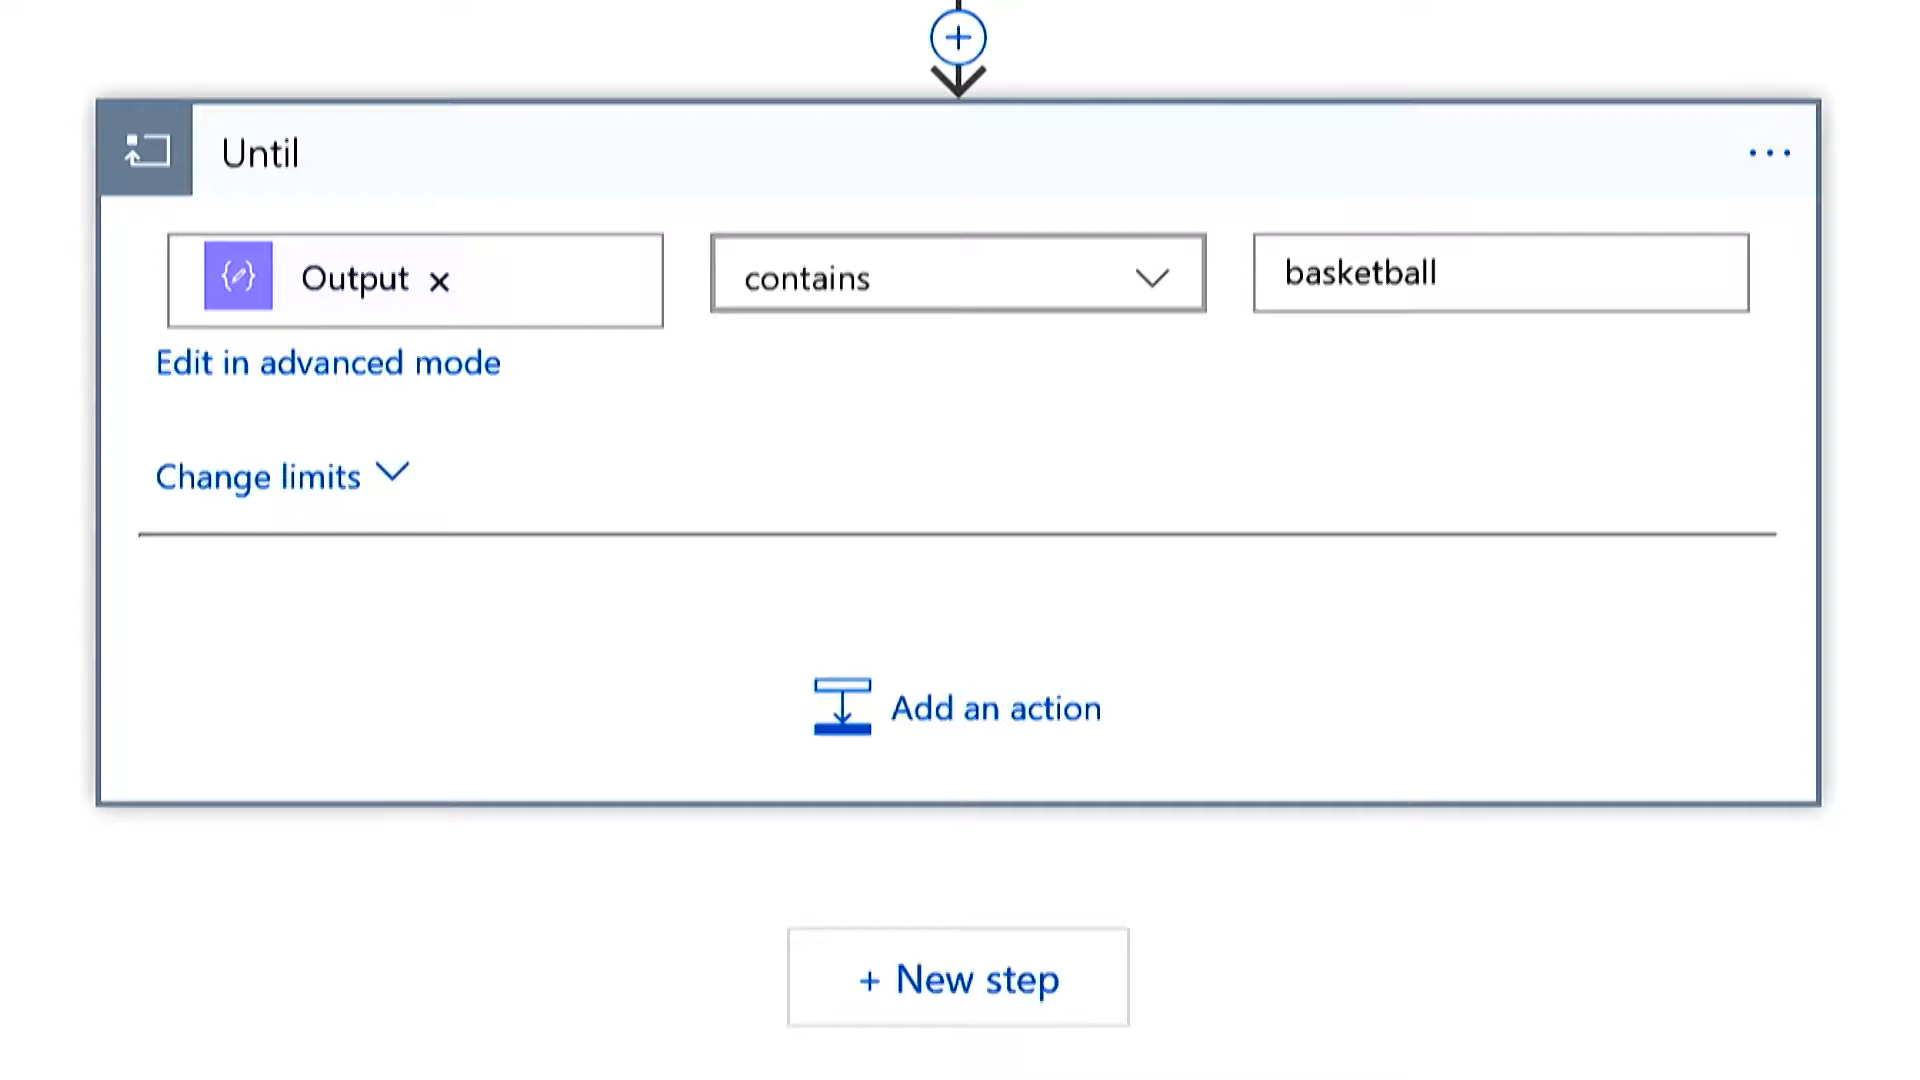 Until
Output
contains
basketball
Edit in advanced mode
Change limits
Add an action
+ New step